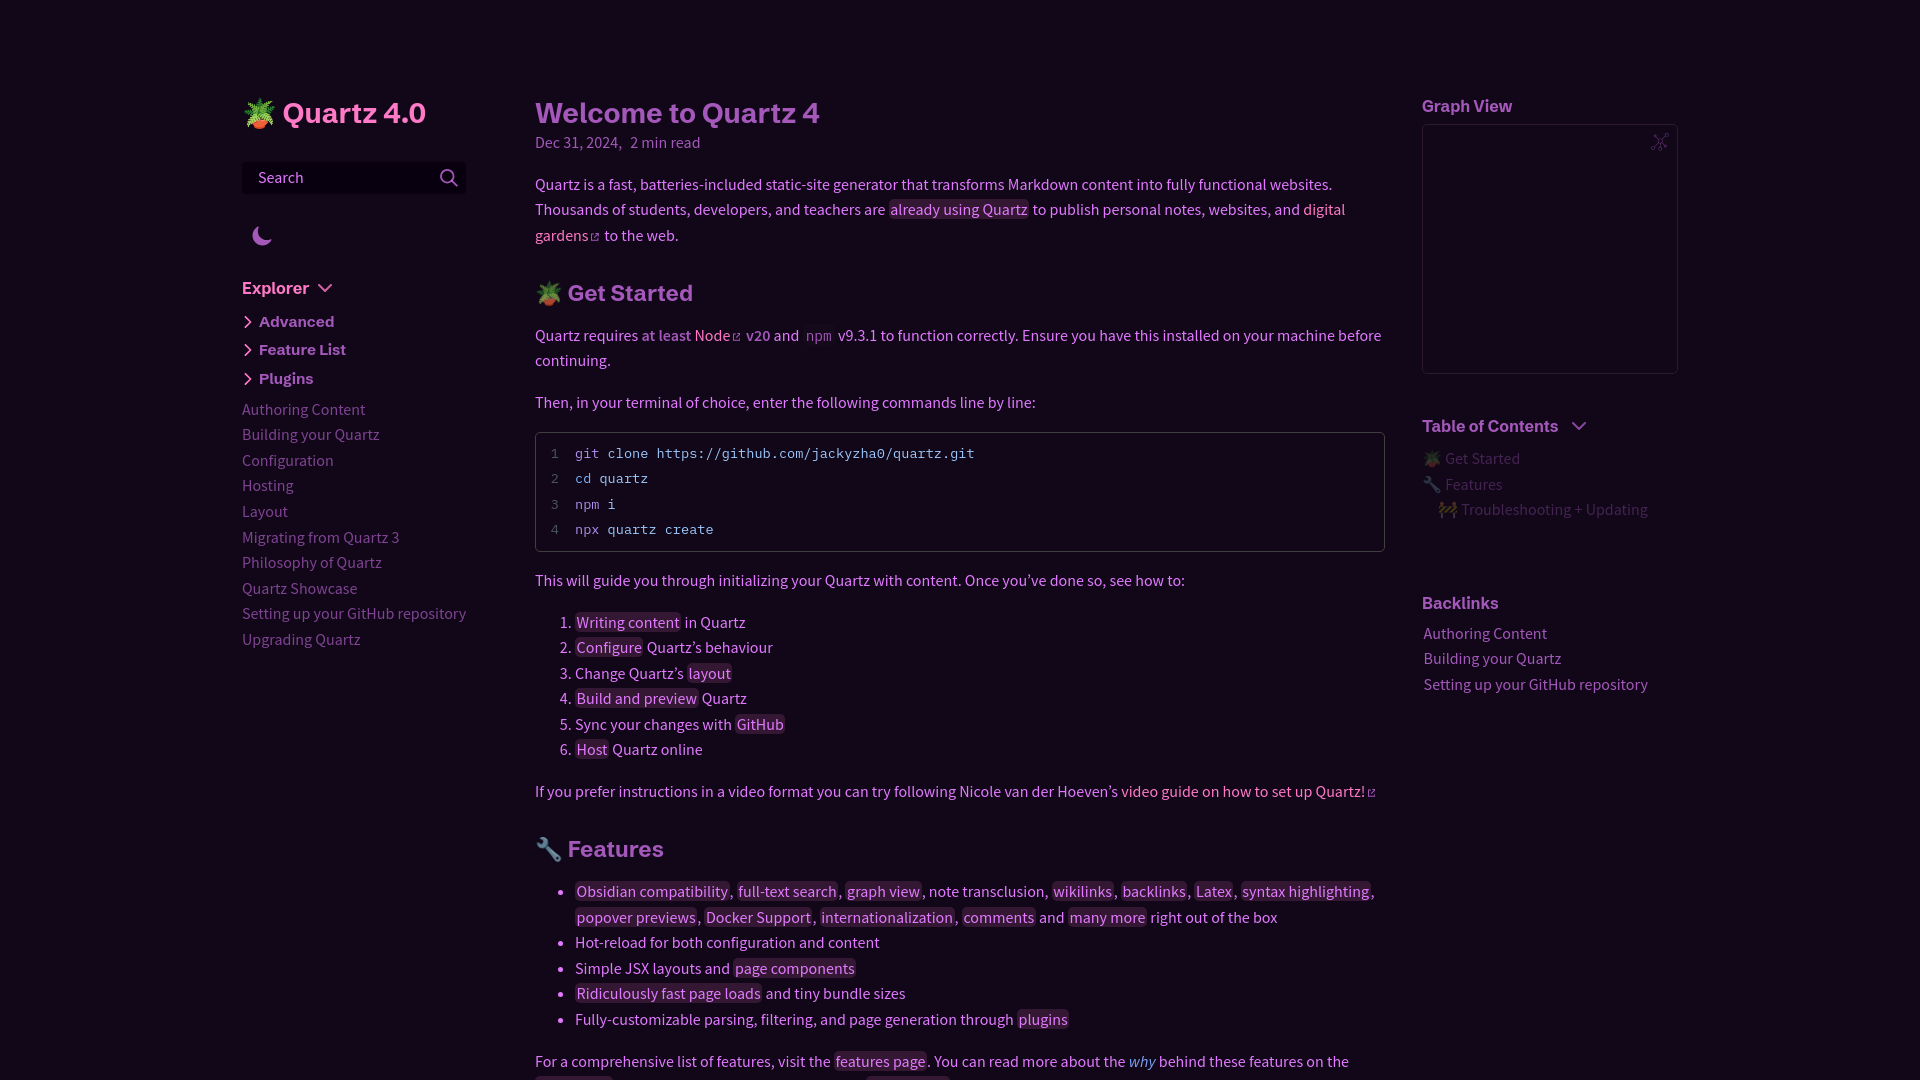 🪴 Quartz 4.0
Search
Explorer
Advanced
Feature List
Plugins
Authoring Content
Building your Quartz
Configuration
Hosting
Layout
Migrating from Quartz 3
Philosophy of Quartz
Quartz Showcase
Setting up your GitHub repository
Upgrading Quartz
Welcome to Quartz 4
Dec 31, 2024, 2 min read
Quartz is a fast, batteries-included static-site generator that transforms Markdown content into fully functional websites.
Thousands of students, developers, and teachers are already using Quartz to publish personal notes, websites, and digital
gardens to the web.
🪴 Get Started
Quartz requires at least Node v20 and npm v9.3.1 to function correctly. Ensure you have this installed on your machine before
continuing.
Then, in your terminal of choice, enter the following commands line by line:
1 git clone https://github.com/jackyzha0/quartz.git
2 cd quartz
3 npm i
4 npx quartz create
This will guide you through initializing your Quartz with content. Once you’ve done so, see how to:
1. Writing content in Quartz
2. Configure Quartz’s behaviour
3. Change Quartz’s layout
4. Build and preview Quartz
5. Sync your changes with GitHub
6. Host Quartz online
If you prefer instructions in a video format you can try following Nicole van der Hoeven’s video guide on how to set up Quartz!
🔧 Features
• Obsidian compatibility, full-text search, graph view, note transclusion, wikilinks, backlinks, Latex, syntax highlighting,
popover previews, Docker Support, internationalization, comments and many more right out of the box
• Hot-reload for both configuration and content
• Simple JSX layouts and page components
• Ridiculously fast page loads and tiny bundle sizes
• Fully-customizable parsing, filtering, and page generation through plugins
For a comprehensive list of features, visit the features page. You can read more about the why behind these features on the
Graph View
Table of Contents
🪴 Get Started
🔧 Features
🚧 Troubleshooting + Updating
Backlinks
Authoring Content
Building your Quartz
Setting up your GitHub repository